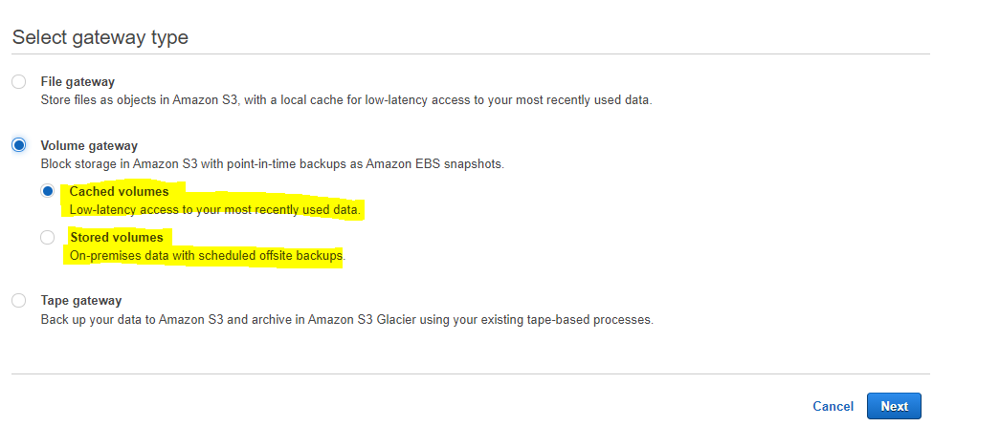 Select gateway type
File gateway
Store files as objects in Amazon S3, with a local cache for low-latency access to your most recently used data.
Volume gateway
Block storage in Amazon S3 with point-in-time backups as Amazon EBS snapshots.
Cached volumes
Low-latency access to your most recently used data.
Stored volumes
On-premises data with scheduled offsite backups.
Tape gateway
Back up your data to Amazon S3 and archive in Amazon S3 Glacier using your existing tape-based processes.
Cancel Next